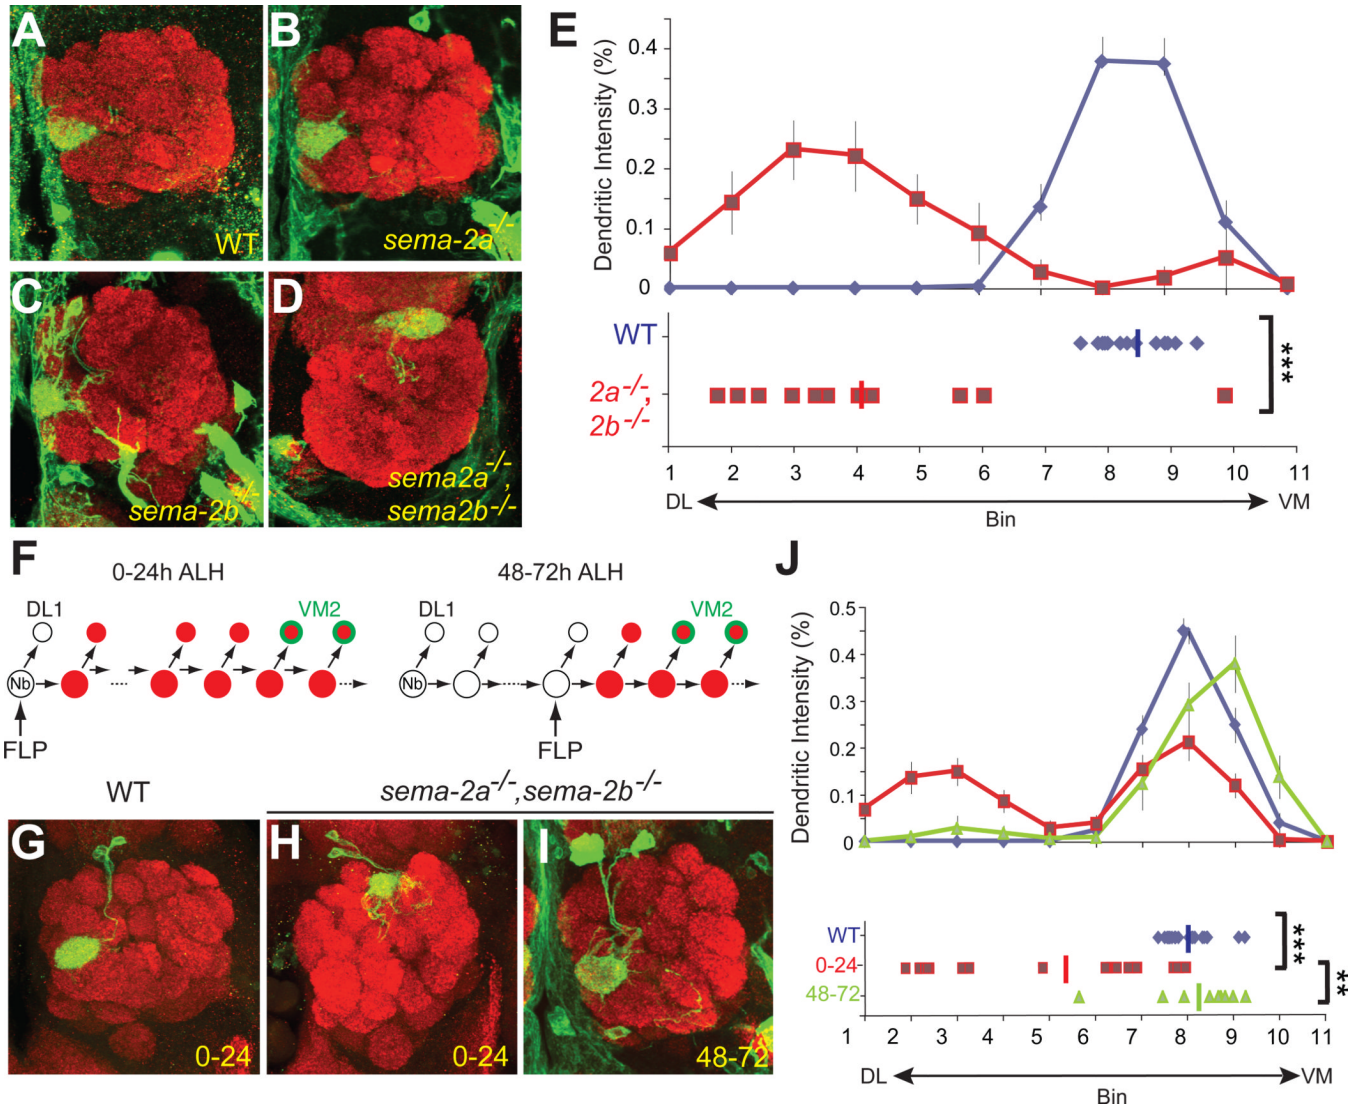 A
WT
B
sema-2a-/-
C
sema-2b-/-
D
sema2a-/-,
sema2b-/-
E
Dendritic Intensity (%)
0.4
0.3
0.2
0.1
0
WT
2a-/-,
2b-/-
***
1 2 3 4 5 6 7 8 9 10 11
DL VM
Bin
F
0-24h ALH
48-72h ALH
DL1 VM2
Nb
FLP
DL1 VM2
Nb
FLP
WT
sema-2a-/-,sema-2b-/-
G
0-24
H
0-24
I
48-72
J
Dendritic Intensity (%)
0.5
0.4
0.3
0.2
0.1
0
WT
0-24
48-72
***
**
1 2 3 4 5 6 7 8 9 10 11
DL VM
Bin